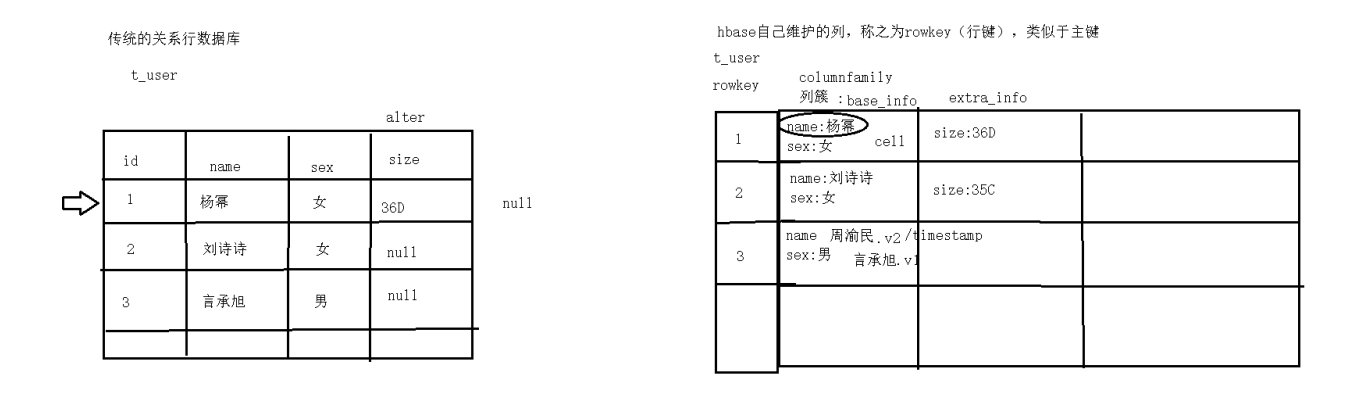 传统的关系行数据库
t_user
alter
id name sex size
1 杨幂 女 36D null
2 刘诗诗 女 null
3 言承旭 男 null
hbase自己维护的列，称之为rowkey（行键），类似于主键
t_user
rowkey
columnfamily
列簇 :base_info extra_info
1
name:杨幂
sex:女 cell
size:36D
2
name:刘诗诗
sex:女
size:35C
3
name 周渝民.v2/timestamp
sex:男 言承旭.v1